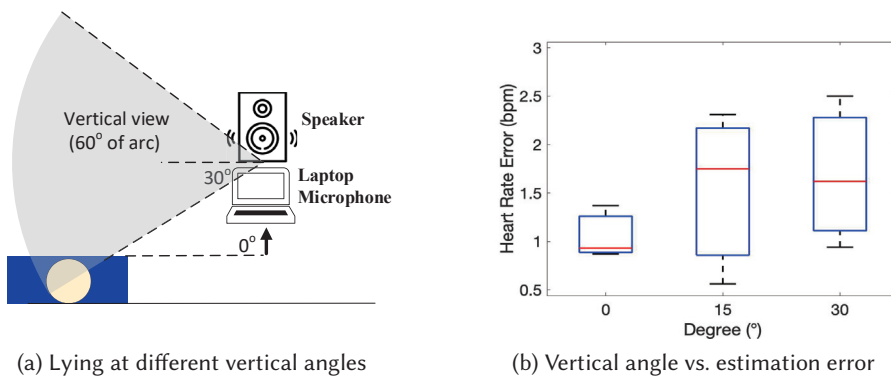 Vertical view
(60° of arc)
Speaker
30°
Laptop
Microphone
0°
(a) Lying at different vertical angles
Heart Rate Error (bpm)
3
2.5
2
1.5
1
0.5
0
15
30
Degree (°)
(b) Vertical angle vs. estimation error